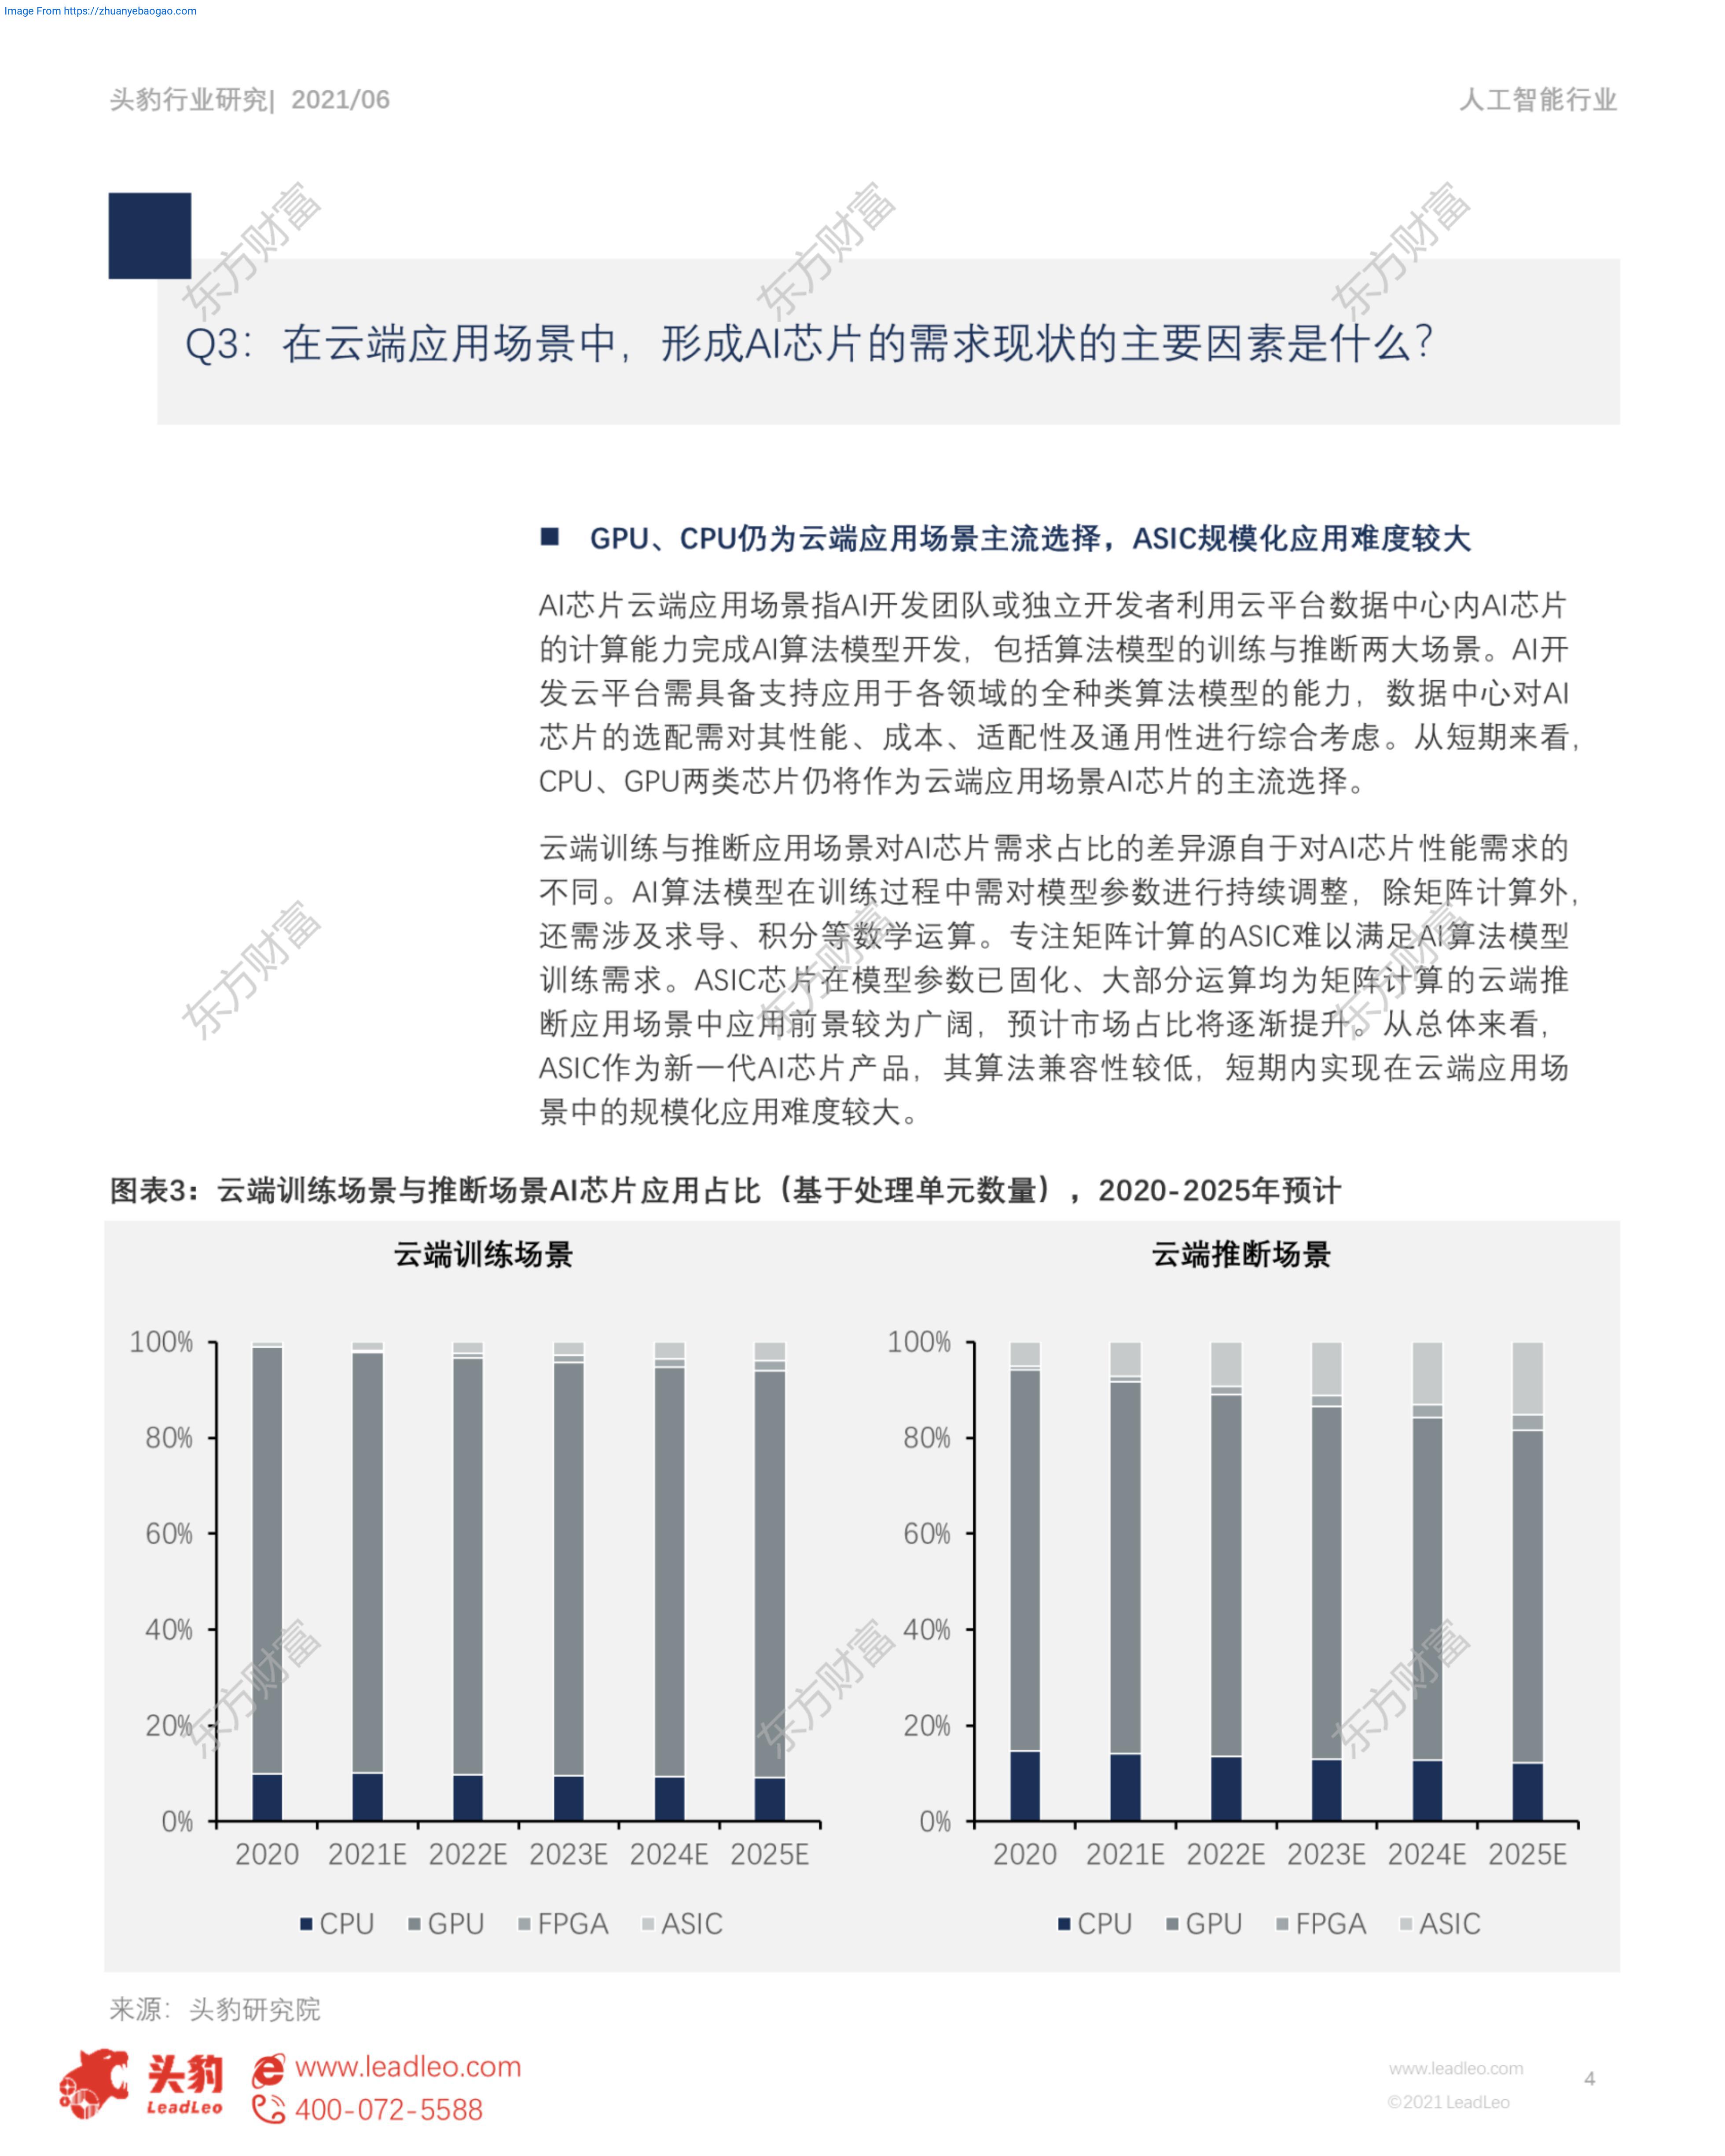 Image From https://zhuanyebaogao.com
头豹行业研究| 2021/06
人工智能行业
东方财富 东方财富 东方财富
Q3：在云端应用场景中，形成AI芯片的需求现状的主要因素是什么？
■ GPU、CPU仍为云端应用场景主流选择，ASIC规模化应用难度较大
AI芯片云端应用场景指AI开发团队或独立开发者利用云平台数据中心内AI芯片
的计算能力完成AI算法模型开发，包括算法模型的训练与推断两大场景。AI开
发云平台需具备支持应用于各领域的全种类算法模型的能力，数据中心对AI
芯片的选配需对其性能、成本、适配性及通用性进行综合考虑。从短期来看，
CPU、GPU两类芯片仍将作为云端应用场景AI芯片的主流选择。
云端训练与推断应用场景对AI芯片需求占比的差异源自于对AI芯片性能需求的
不同。AI算法模型在训练过程中需对模型参数进行持续调整，除矩阵计算外，
还需涉及求导、积分等数学运算。专注矩阵计算的ASIC难以满足AI算法模型
训练需求。ASIC芯片在模型参数已固化、大部分运算均为矩阵计算的云端推
断应用场景中应用前景较为广阔，预计市场占比将逐渐提升。从总体来看，
ASIC作为新一代AI芯片产品，其算法兼容性较低，短期内实现在云端应用场
景中的规模化应用难度较大。
东方财富 东方财富 东方财富
图表3：云端训练场景与推断场景AI芯片应用占比（基于处理单元数量），2020-2025年预计
云端训练场景
100%
80%
60%
40%
20%
0%
2020 2021E 2022E 2023E 2024E 2025E
CPU GPU FPGA ASIC
云端推断场景
100%
80%
60%
40%
20%
0%
2020 2021E 2022E 2023E 2024E 2025E
CPU GPU FPGA ASIC
东方财富 东方财富 东方财富
来源：头豹研究院
头豹
LeadLeo
www.leadleo.com
400-072-5588
www.leadleo.com
©2021 LeadLeo
4